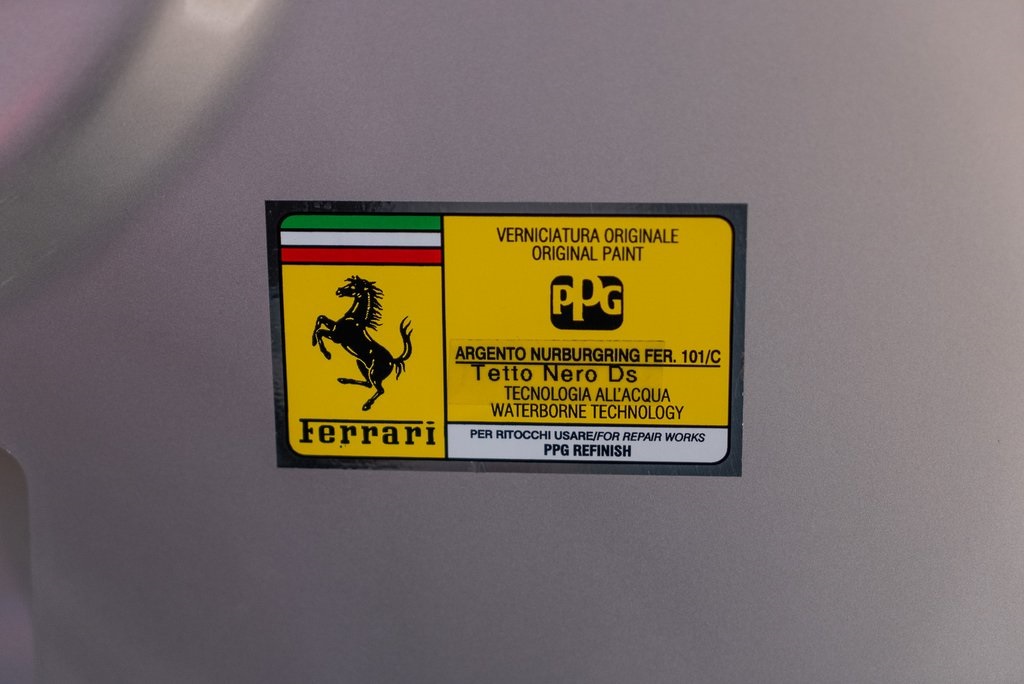 Ferrari
VERNICIATURA ORIGINALE
ORIGINAL PAINT
PPG
ARGENTO NURBURGRING FER. 101/C
Tetto Nero Ds
TECNOLOGIA ALL'ACQUA
WATERBORNE TECHNOLOGY
PER RITOCCHI USARE/FOR REPAIR WORKS
PPG REFINISH